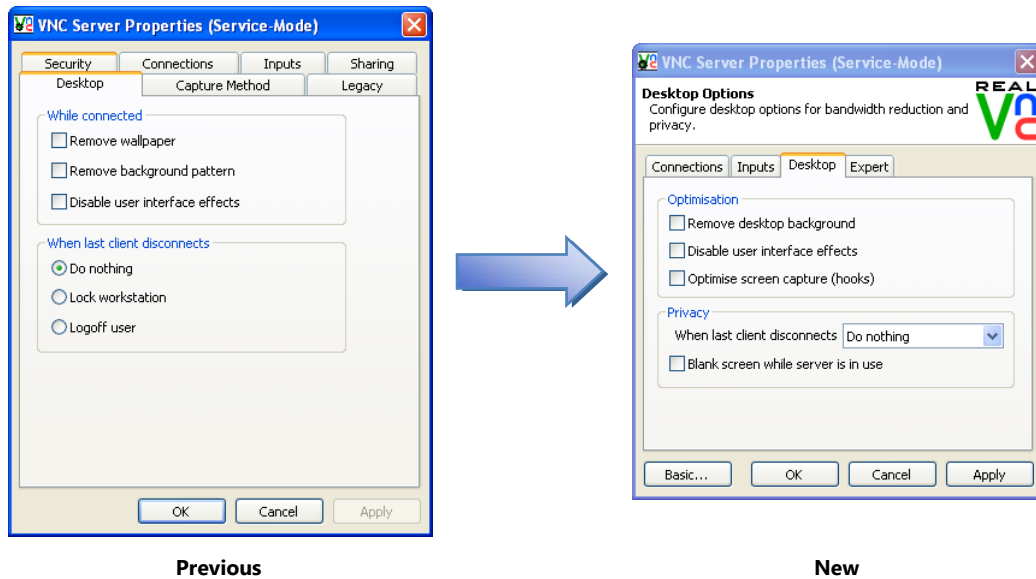 VNC Server Properties (Service-Mode)
Security Connections Inputs Sharing
Desktop Capture Method Legacy
While connected
Remove wallpaper
Remove background pattern
Disable user interface effects
When last client disconnects
Do nothing
Lock workstation
Logoff user
OK Cancel Apply
Previous
VNC Server Properties (Service-Mode)
Desktop Options
Configure desktop options for bandwidth reduction and
privacy.
REAL
VNC
Connections Inputs Desktop Expert
Optimisation
Remove desktop background
Disable user interface effects
Optimise screen capture (hooks)
Privacy
When last client disconnects Do nothing
Blank screen while server is in use
Basic... OK Cancel Apply
New